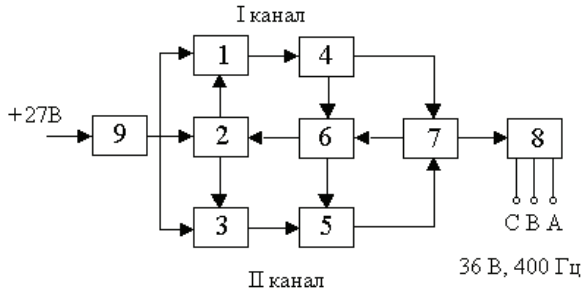 I канал
1 4
+27В
9 2 6 7 8
3 5
С В А
36 В, 400 Гц
II канал